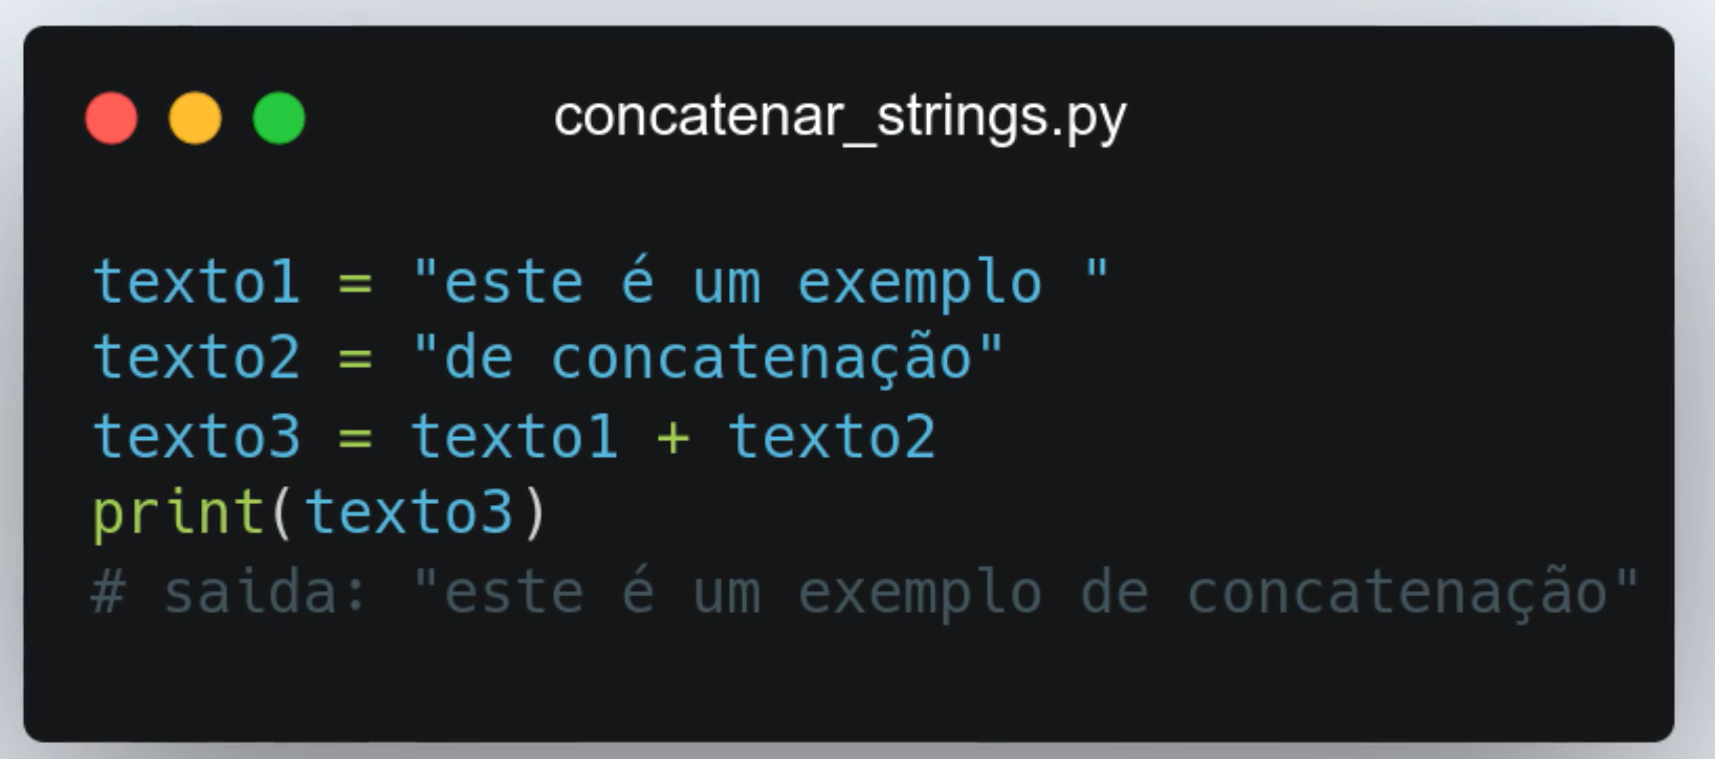 concatenar_strings.py
texto1 = "este é um exemplo "
texto2 = "de concatenação"
texto3 = texto1 + texto2
print(texto3)
# saida: "este é um exemplo de concatenação"